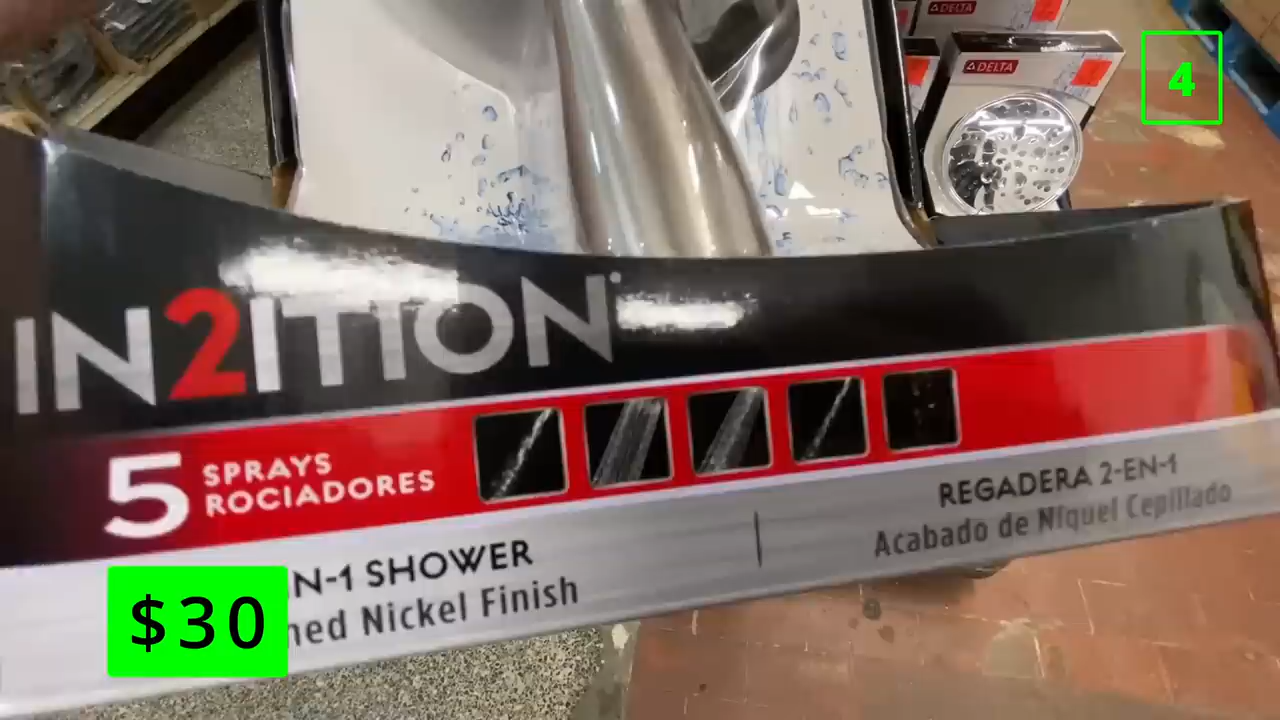 DELTA
DELTA
4
IN2ITION
5 SPRAYS
ROCIADORES
N-1 SHOWER
ned Nickel Finish
REGADERA 2-EN-1
Acabado de Níquel Cepillado
$30